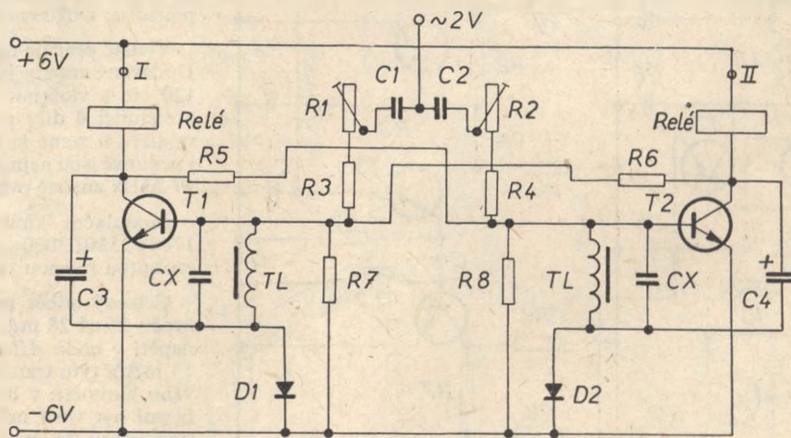 ~2V
+6V
I
C1 C2
II
R1
R2
Relé
Relé
R5
R3
R4
R6
T1
T2
C3
CX
TL
R7
R8
TL
CX
C4
D1
D2
-6V